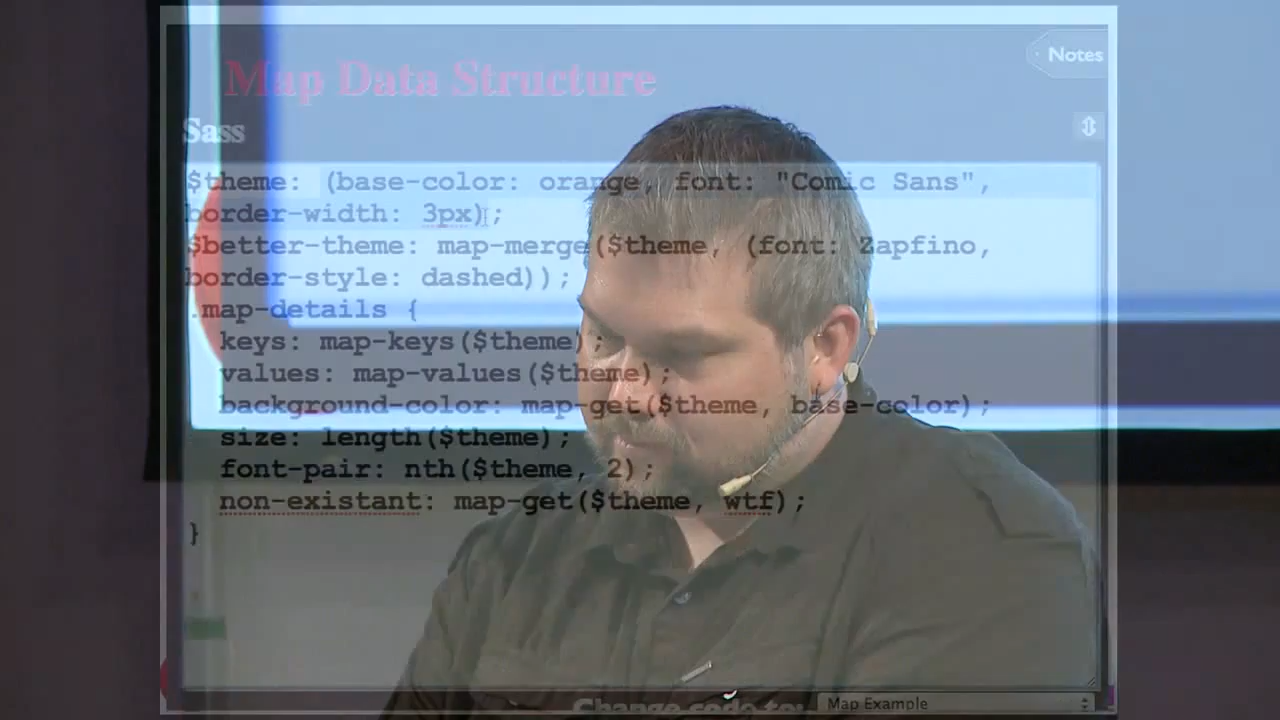 Notes
Map Data Structure
Sass
$theme: (base-color: orange, font: "Comic Sans",
border-width: 3px);
$better-theme: map-merge($theme, (font: Zapfino,
border-style: dashed));
.map-details {
keys: map-keys($theme);
values: map-values($theme);
background-color: map-get($theme, base-color);
size: length($theme);
font-pair: nth($theme, 2);
non-existant: map-get($theme, wtf);
}
Change code to: Map Example